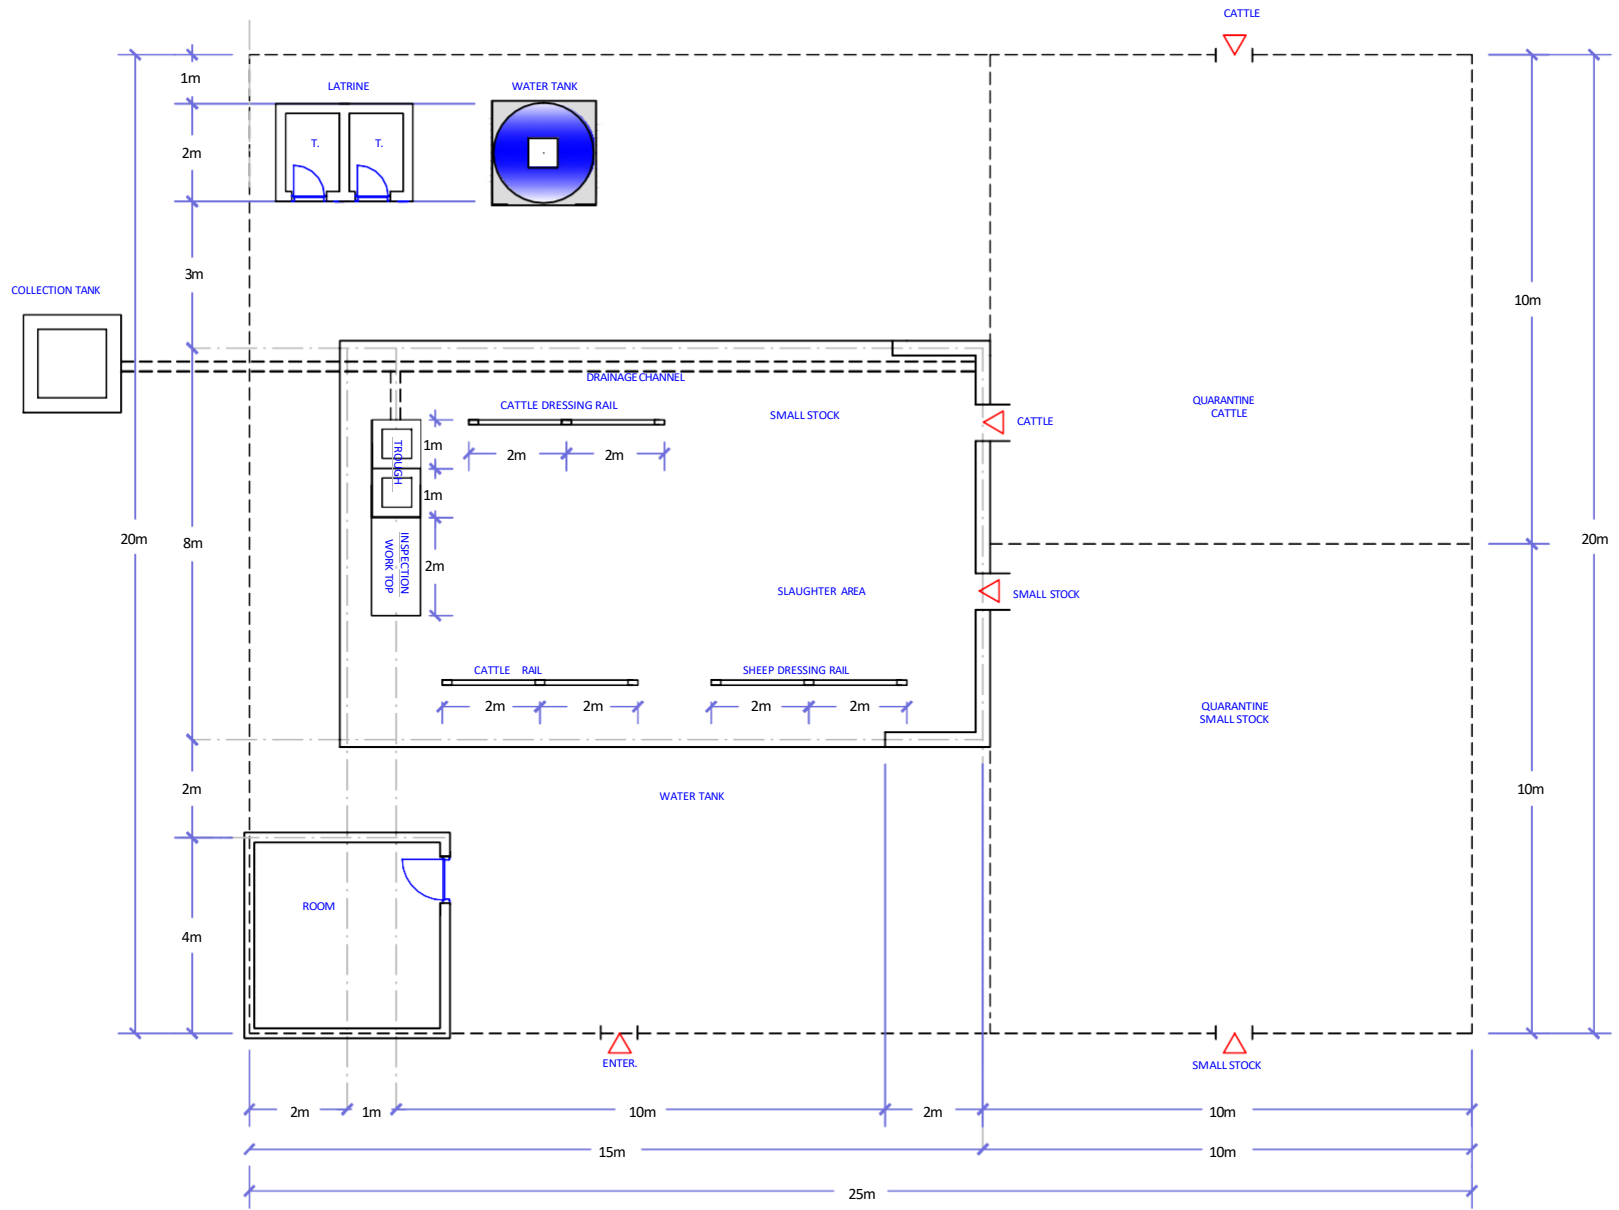 CATTLE
1m
LATRINE
WATER TANK
T.
T.
2m
3m
COLLECTION TANK
10m
DRAINAGE CHANNEL
CATTLE DRESSING RAIL
SMALL STOCK
QUARANTINE
CATTLE
CATTLE
TROUGH
1m
2m
2m
1m
20m
8m
20m
INSPECTION
WORK TOP
2m
SLAUGHTER AREA
SMALL STOCK
CATTLE RAIL
SHEEP DRESSING RAIL
2m
2m
2m
2m
QUARANTINE
SMALL STOCK
2m
WATER TANK
10m
ROOM
4m
ENTER.
SMALL STOCK
2m
1m
10m
2m
10m
15m
10m
25m